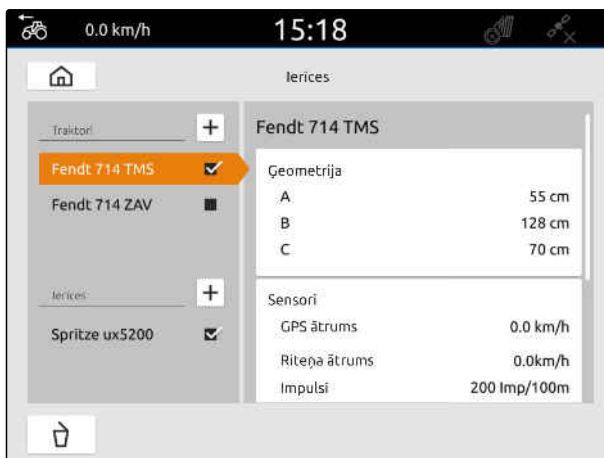 0.0 km/h
15:18
Ierīces
Traktori
Fendt 714 TMS
Fendt 714 ZAV
Ierīces
Spritze ux5200
Fendt 714 TMS
Ģeometrija
A 55 cm
B 128 cm
C 70 cm
Sensori
GPS ātrums 0.0 km/h
Riteņa ātrums 0.0km/h
Impulsi 200 Imp/100m